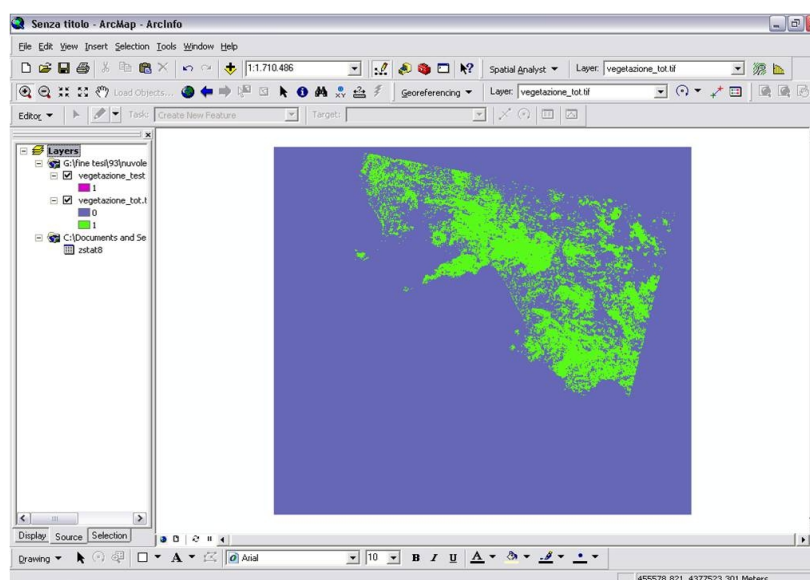 Senza titolo - ArcMap - ArcInfo
File Edit View Insert Selection Tools Window Help
1:1.710.486
Spatial Analyst
Layer: vegetazione_tot.tif
Load Objects...
Georeferencing
Layer: vegetazione_tot.tif
Editor
Task: Create New Feature
Target:
Layers
G:\fine tesi\93\nuvole
vegetazione_test
1
vegetazione_tot.t
0
1
C:\Documents and Se
zstat8
Display Source Selection
Drawing
A
Arial
10
B I U A
455578,821 4377523,301 Meters